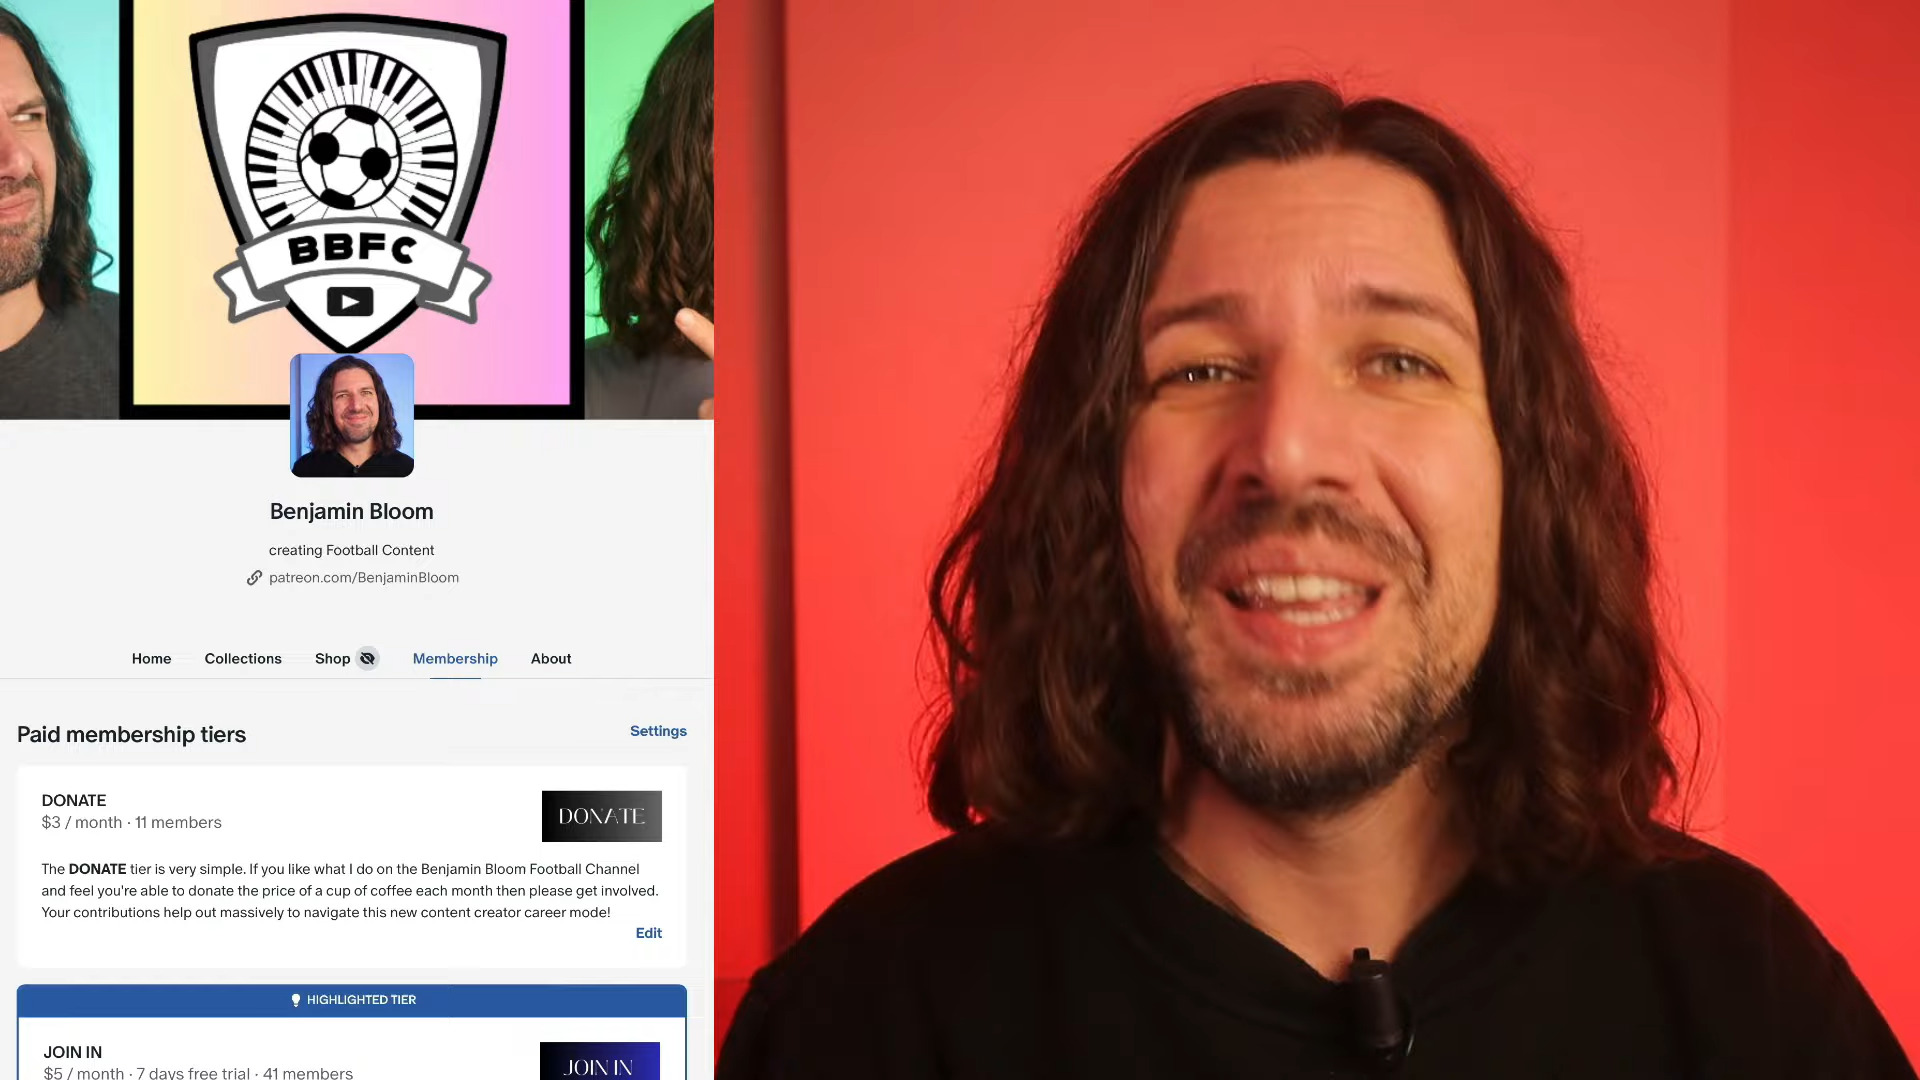 BBFC
Benjamin Bloom
creating Football Content
patreon.com/BenjaminBloom
Home Collections Shop Membership About
Paid membership tiers Settings
DONATE
$3 / month · 11 members
DONATE
The DONATE tier is very simple. If you like what I do on the Benjamin Bloom Football Channel
and feel you're able to donate the price of a cup of coffee each month then please get involved.
Your contributions help out massively to navigate this new content creator career mode!
Edit
HIGHLIGHTED TIER
JOIN IN
$5 / month · 7 days free trial · 41 members
JOIN IN